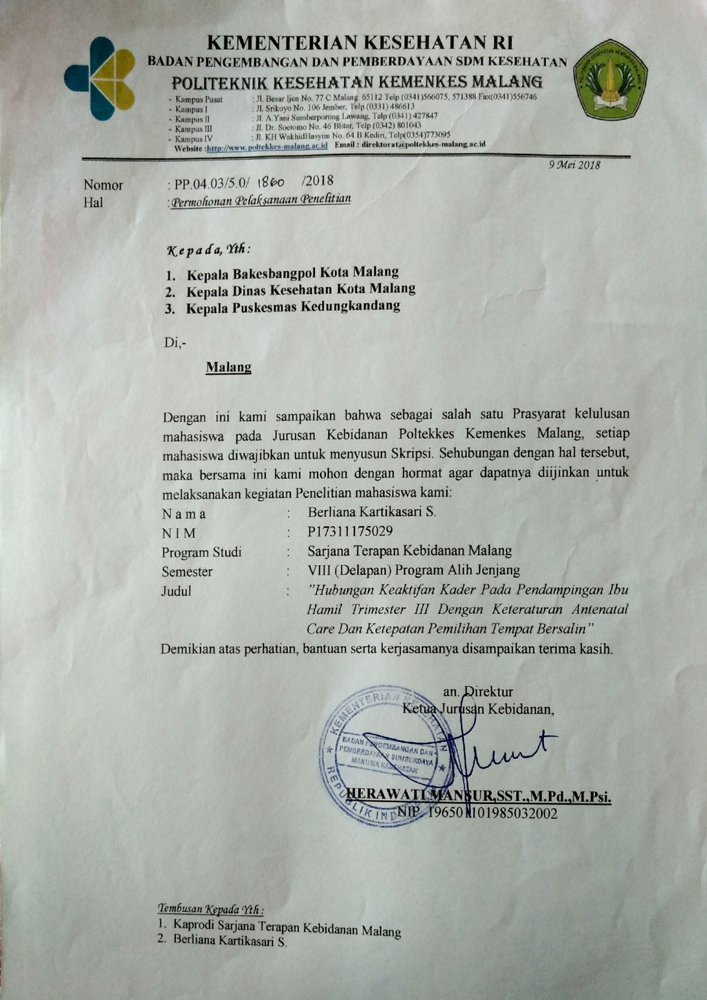 KEMENTERIAN KESEHATAN RI
BADAN PENGEMBANGAN DAN PEMBERDAYAAN SDM KESEHATAN
POLITEKNIK KESEHATAN KEMENKES MALANG
- Kampus Pusat : Jl. Besar Ijen No. 77 C Malang 65112 Telp (0341)566075, 571388 Fax(0341)556746
- Kampus I : Jl. Srikoyo No. 106 Jember, Telp (0331) 486613
- Kampus II : Jl. A.Yani Sumberporong Lawang, Telp (0341) 427847
- Kampus III : Jl. Dr. Soetomo No. 46 Blitar, Telp (0342) 801043
- Kampus IV : Jl. KH WakhidHasyim No. 64 B Kediri, Telp(0354)773095
Website :http://www.poltekkes-malang.ac.id Email : direktorat@poltekkes-malang.ac.id
9 Mei 2018
Nomor : PP.04.03/5.0/ 1860 /2018
Hal : Permohonan Pelaksanaan Penelitian
Kepada, Yth:
1. Kepala Bakesbangpol Kota Malang
2. Kepala Dinas Kesehatan Kota Malang
3. Kepala Puskesmas Kedungkandang
Di,-
Malang
Dengan ini kami sampaikan bahwa sebagai salah satu Prasyarat kelulusan
mahasiswa pada Jurusan Kebidanan Poltekkes Kemenkes Malang, setiap
mahasiswa diwajibkan untuk menyusun Skripsi. Sehubungan dengan hal tersebut,
maka bersama ini kami mohon dengan hormat agar dapatnya diijinkan untuk
melaksanakan kegiatan Penelitian mahasiswa kami:
N a m a : Berliana Kartikasari S.
N I M : P17311175029
Program Studi : Sarjana Terapan Kebidanan Malang
Semester : VIII (Delapan) Program Alih Jenjang
Judul : ”Hubungan Keaktifan Kader Pada Pendampingan Ibu
Hamil Trimester III Dengan Keteraturan Antenatal
Care Dan Ketepatan Pemilihan Tempat Bersalin”
Demikian atas perhatian, bantuan serta kerjasamanya disampaikan terima kasih.
an. Direktur
Ketua Jurusan Kebidanan,
KEMENTERIAN KESEHATAN
BADAN PENGEMBANGAN DAN
PEMBERDAYAAN SUMBERDAYA
MANUSIA KESEHATAN
REPUBLIK
HERAWATI MANSUR,SST.,M.Pd.,M.Psi.
NIP. 196501101985032002
Tembusan Kepada Yth :
1. Kaprodi Sarjana Terapan Kebidanan Malang
2. Berliana Kartikasari S.